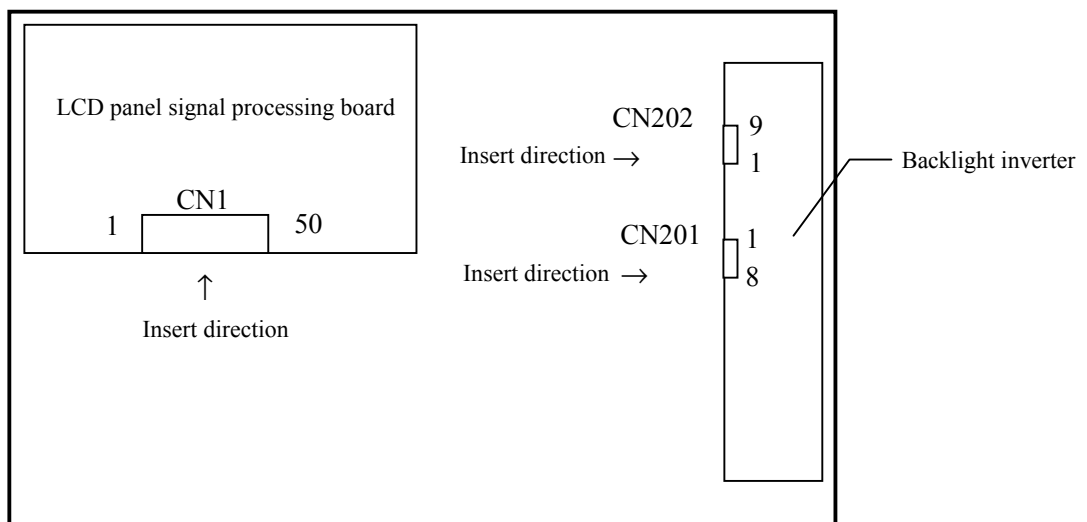 LCD panel signal processing board
CN1
1
50
↑
Insert direction
CN202
9
Insert direction →
1
Backlight inverter
CN201
1
Insert direction →
8